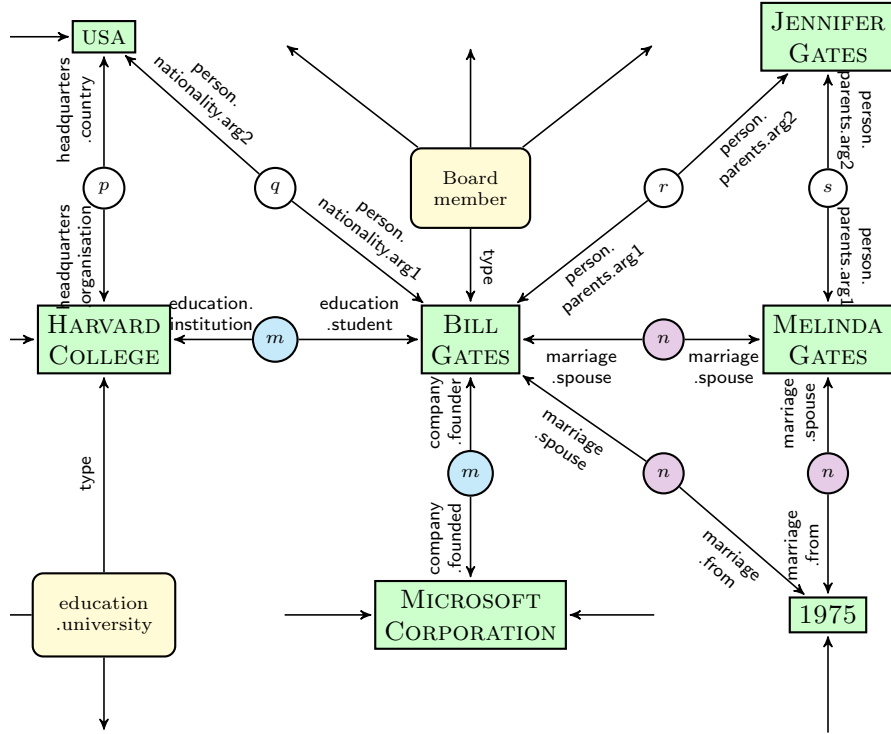 USA
JENNIFER
GATES
headquarters
.country
person.
nationality.arg2
Board
member
person.
parents.arg2
person.
parents.arg2
p
q
r
s
headquarters
.organisation
person.
nationality.arg1
type
person.
parents.arg1
person.
parents.arg1
HARVARD
COLLEGE
education.
institution
m
education
.student
BILL
GATES
marriage
.spouse
n
marriage
.spouse
MELINDA
GATES
type
company
.founder
m
company
.founded
marriage
.spouse
n
marriage
.from
marriage
.spouse
n
marriage
.from
education
.university
MICROSOFT
CORPORATION
1975